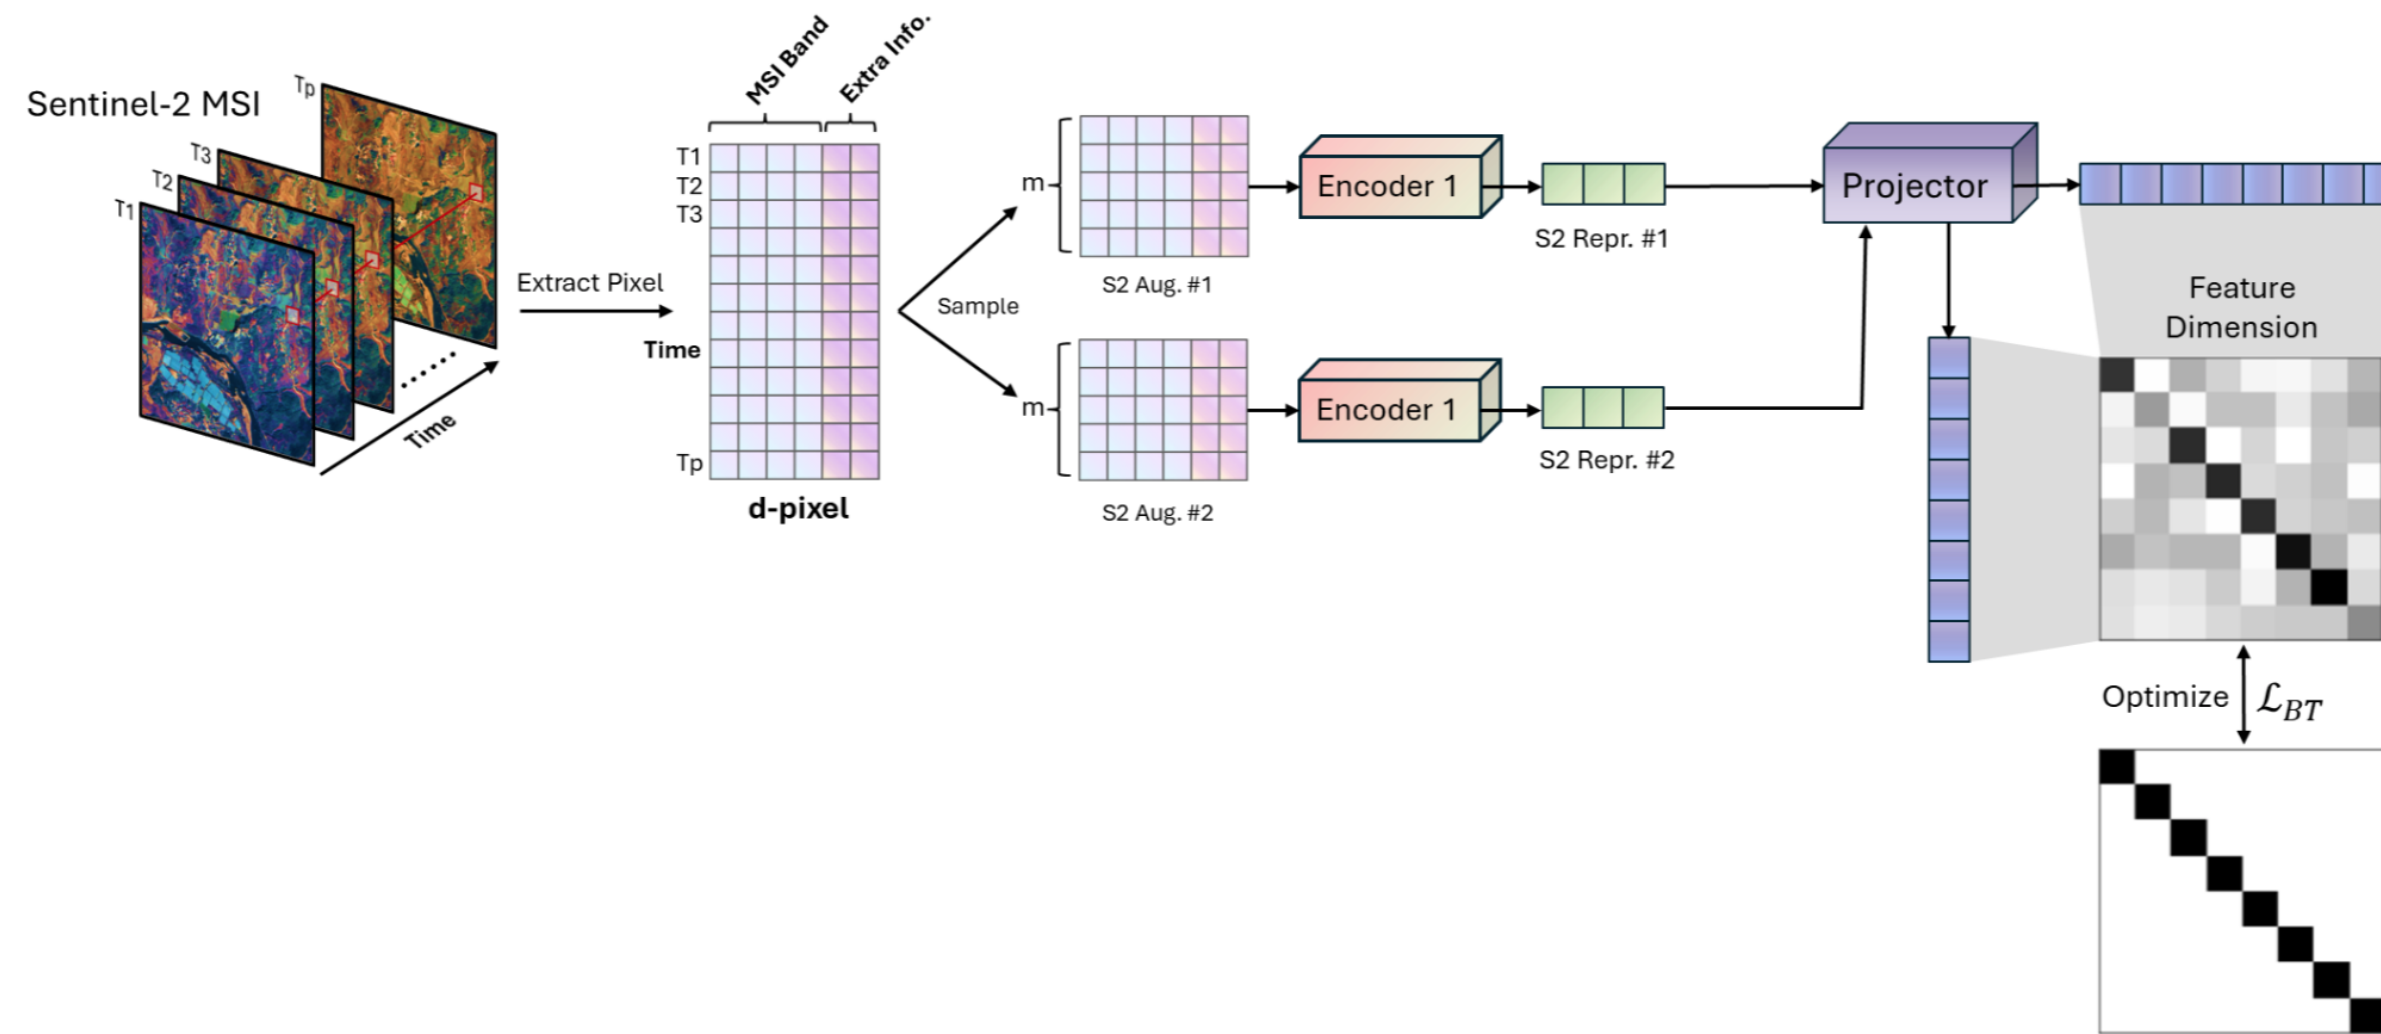 Sentinel-2 MSI
T1
T2
T3
Tp
Time
Extract Pixel
MSI Band
Extra Info.
T1
T2
T3
Time
Tp
d-pixel
Sample
m
S2 Aug. #1
m
S2 Aug. #2
Encoder 1
Encoder 1
S2 Repr. #1
S2 Repr. #2
Projector
Feature
Dimension
Optimize
ℒBT